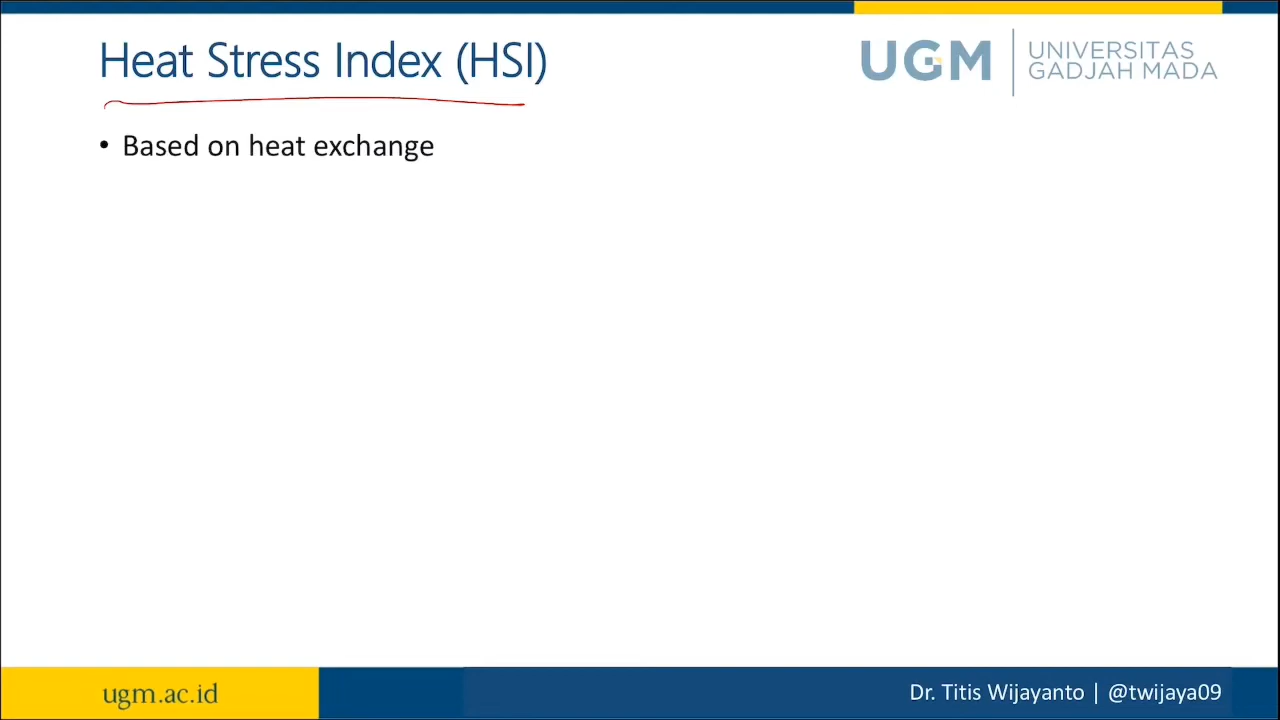 Heat Stress Index (HSI)
UGM
UNIVERSITAS
GADJAH MADA
• Based on heat exchange
ugm.ac.id
Dr. Titis Wijayanto | @twijaya09